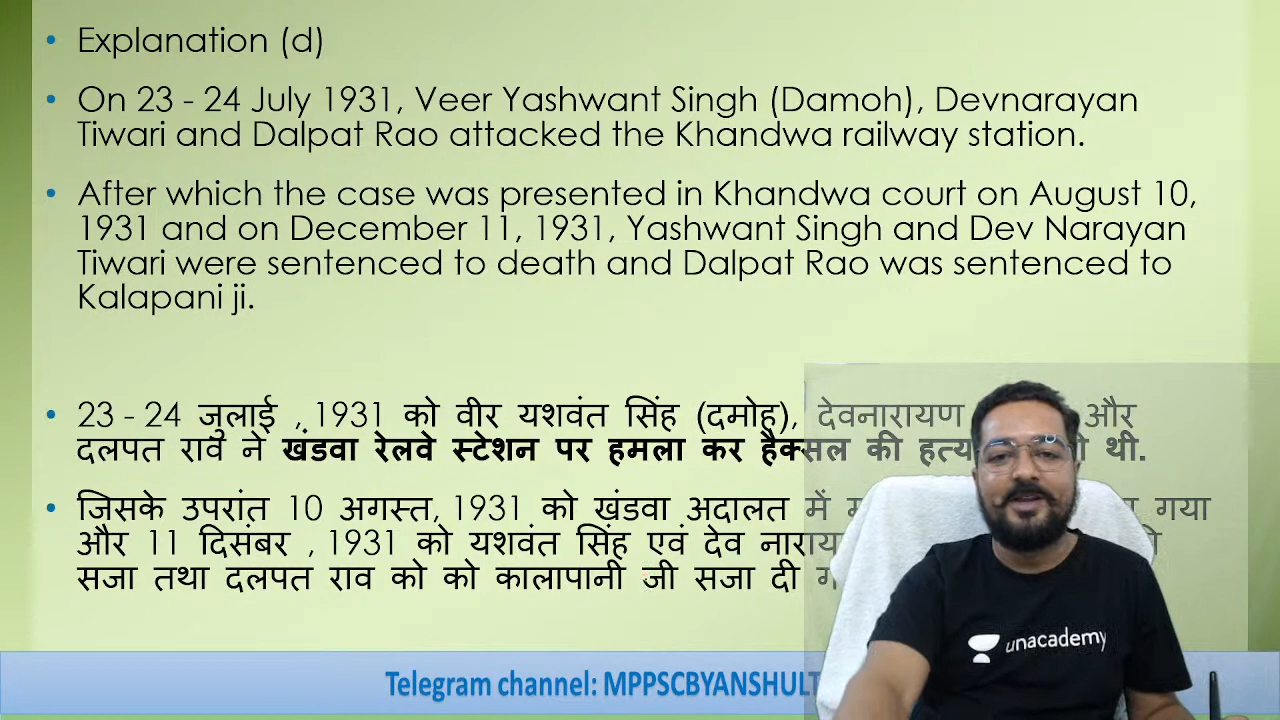 • Explanation (d)
• On 23 - 24 July 1931, Veer Yashwant Singh (Damoh), Devnarayan
Tiwari and Dalpat Rao attacked the Khandwa railway station.
• After which the case was presented in Khandwa court on August 10,
1931 and on December 11, 1931, Yashwant Singh and Dev Narayan
Tiwari were sentenced to death and Dalpat Rao was sentenced to
Kalapani ji.
• 23 - 24 जुलाई , 1931 को वीर यशवंत सिंह (दमोह), देवनारायण और
दलपत राव ने खंडवा रेलवे स्टेशन पर हमला कर हैक्सल की थी.
• जिसके उपरांत 10 अगस्त, 1931 को खंडवा अदालत में गया
और 11 दिसंबर , 1931 को यशवंत सिंह एवं देव
सजा तथा दलपत राव को को कालापानी जी सजा दी
unacademy
Telegram channel: MPPSCBYANSHULT